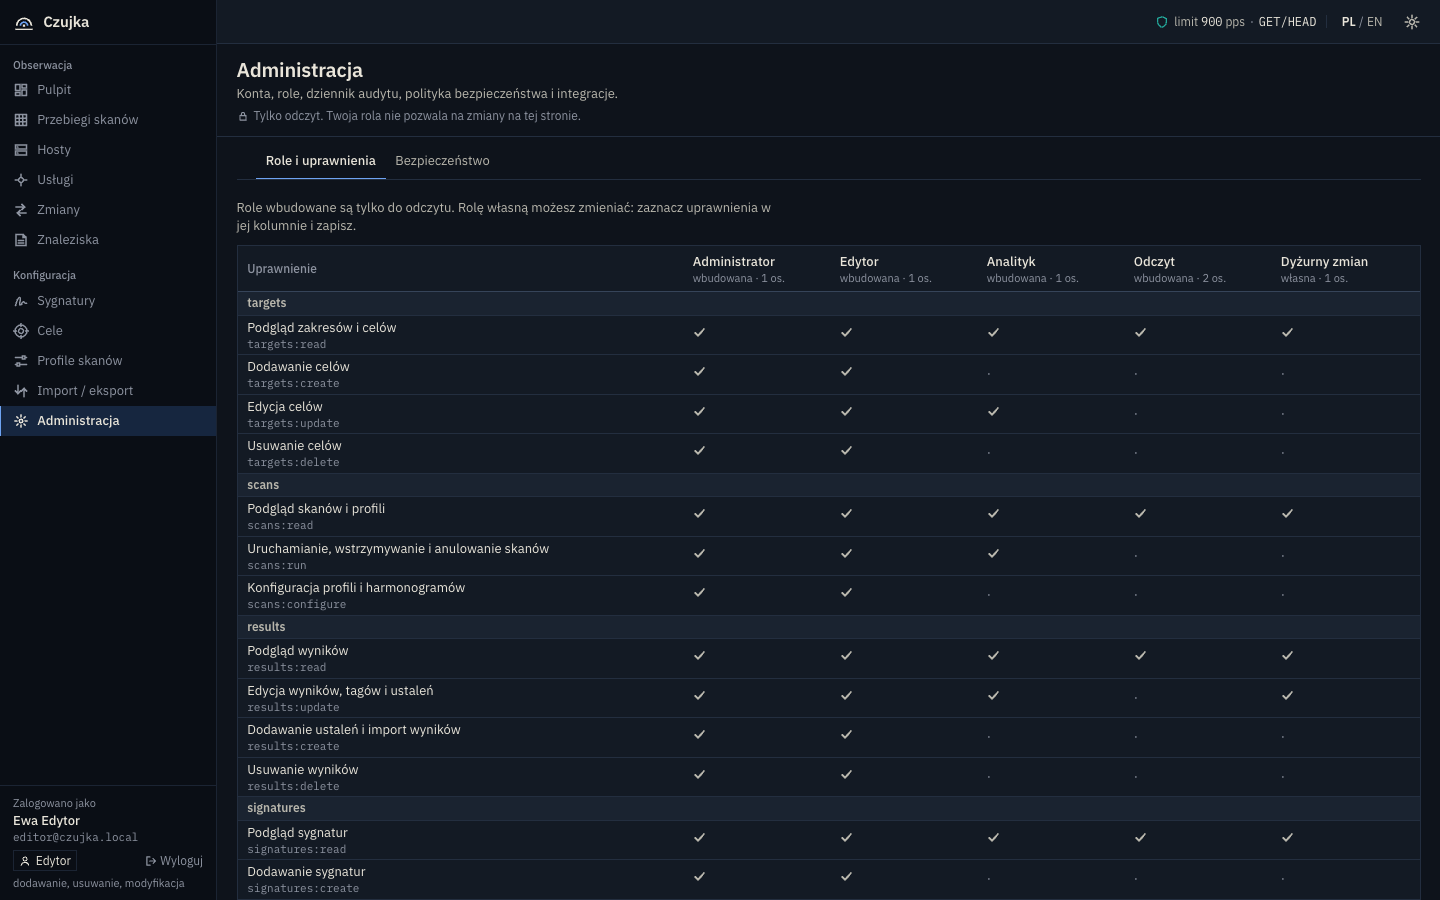 Czujka
limit 900 pps · GET/HEAD
PL / EN
Obserwacja
Pulpit
Przebiegi skanów
Hosty
Usługi
Zmiany
Znaleziska
Konfiguracja
Sygnatury
Cele
Profile skanów
Import / eksport
Administracja
Zalogowano jako
Ewa Edytor
editor@czujka.local
Edytor
Wyloguj
dodawanie, usuwanie, modyfikacja
Administracja
Konta, role, dziennik audytu, polityka bezpieczeństwa i integracje.
Tylko odczyt. Twoja rola nie pozwala na zmiany na tej stronie.
Role i uprawnienia
Bezpieczeństwo
Role wbudowane są tylko do odczytu. Rolę własną możesz zmieniać: zaznacz uprawnienia w
jej kolumnie i zapisz.
Uprawnienie
Administrator
wbudowana · 1 os.
Edytor
wbudowana · 1 os.
Analityk
wbudowana · 1 os.
Odczyt
wbudowana · 2 os.
Dyżurny zmian
własna · 1 os.
targets
Podgląd zakresów i celów
targets:read
Dodawanie celów
targets:create
Edycja celów
targets:update
Usuwanie celów
targets:delete
scans
Podgląd skanów i profili
scans:read
Uruchamianie, wstrzymywanie i anulowanie skanów
scans:run
Konfiguracja profili i harmonogramów
scans:configure
results
Podgląd wyników
results:read
Edycja wyników, tagów i ustaleń
results:update
Dodawanie ustaleń i import wyników
results:create
Usuwanie wyników
results:delete
signatures
Podgląd sygnatur
signatures:read
Dodawanie sygnatur
signatures:create